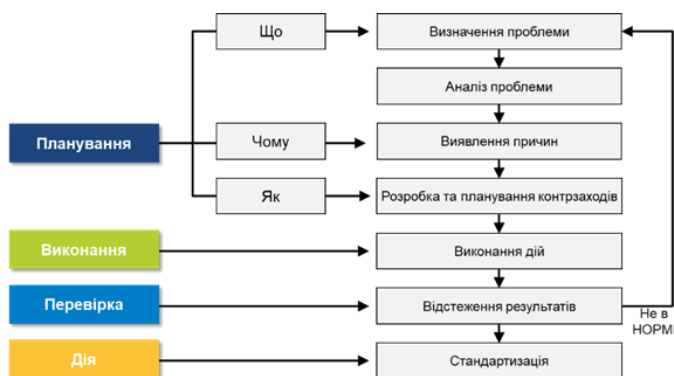 Що
Визначення проблеми
Аналіз проблеми
Планування
Чому
Виявлення причин
Як
Розробка та планування контрзаходів
Виконання
Виконання дій
Перевірка
Відстеження результатів
Не в
НОРМІ
Дія
Стандартизація